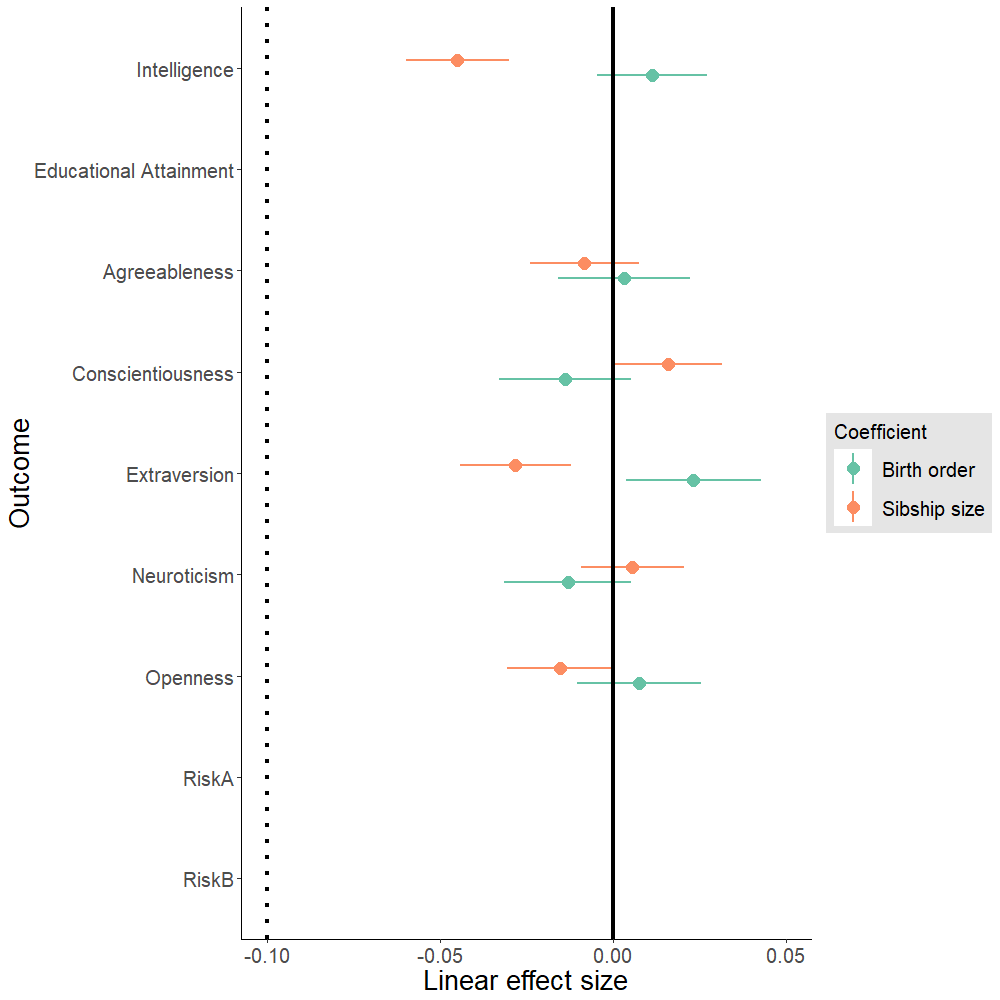 Intelligence
Educational Attainment
Agreeableness
Conscientiousness
Extraversion
Neuroticism
Openness
RiskA
RiskB
Outcome
-0.10
-0.05
0.00
0.05
Linear effect size
Coefficient
Birth order
Sibship size